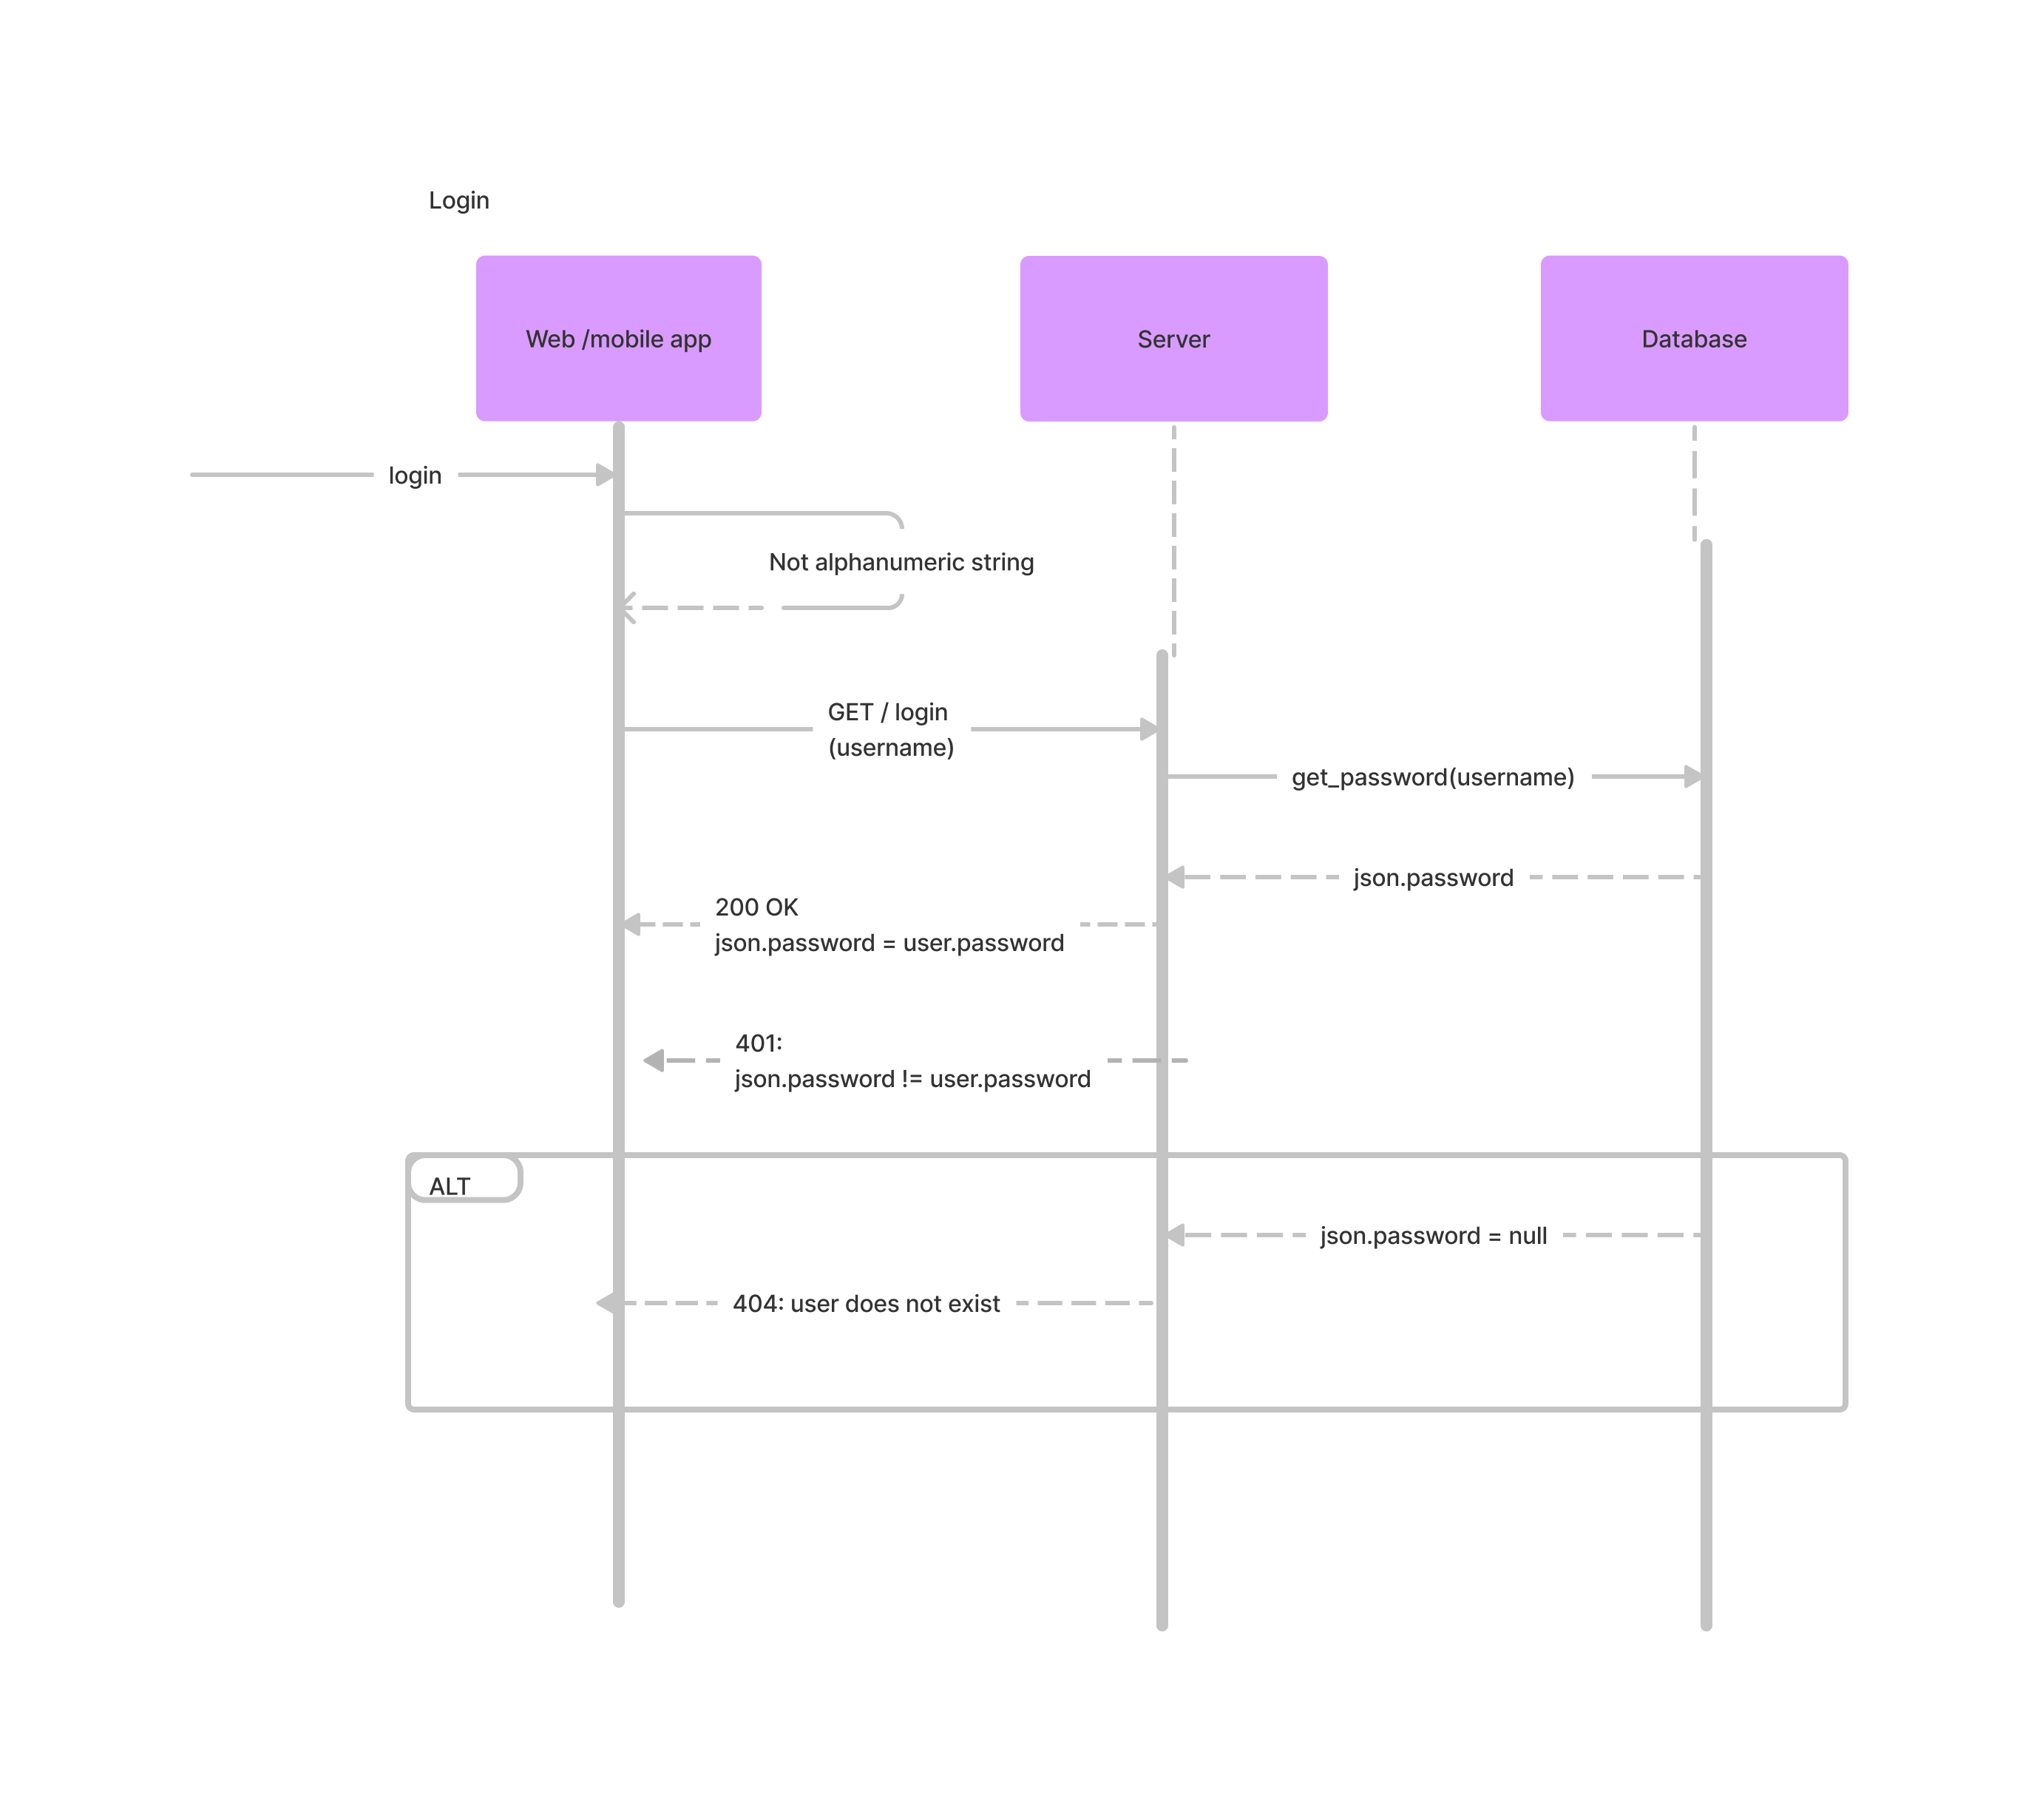 Login
Web /mobile app
Server
Database
login
Not alphanumeric string
GET / login
(username)
get_password(username)
json.password
200 OK
json.password = user.password
401:
json.password != user.password
ALT
json.password = null
404: user does not exist